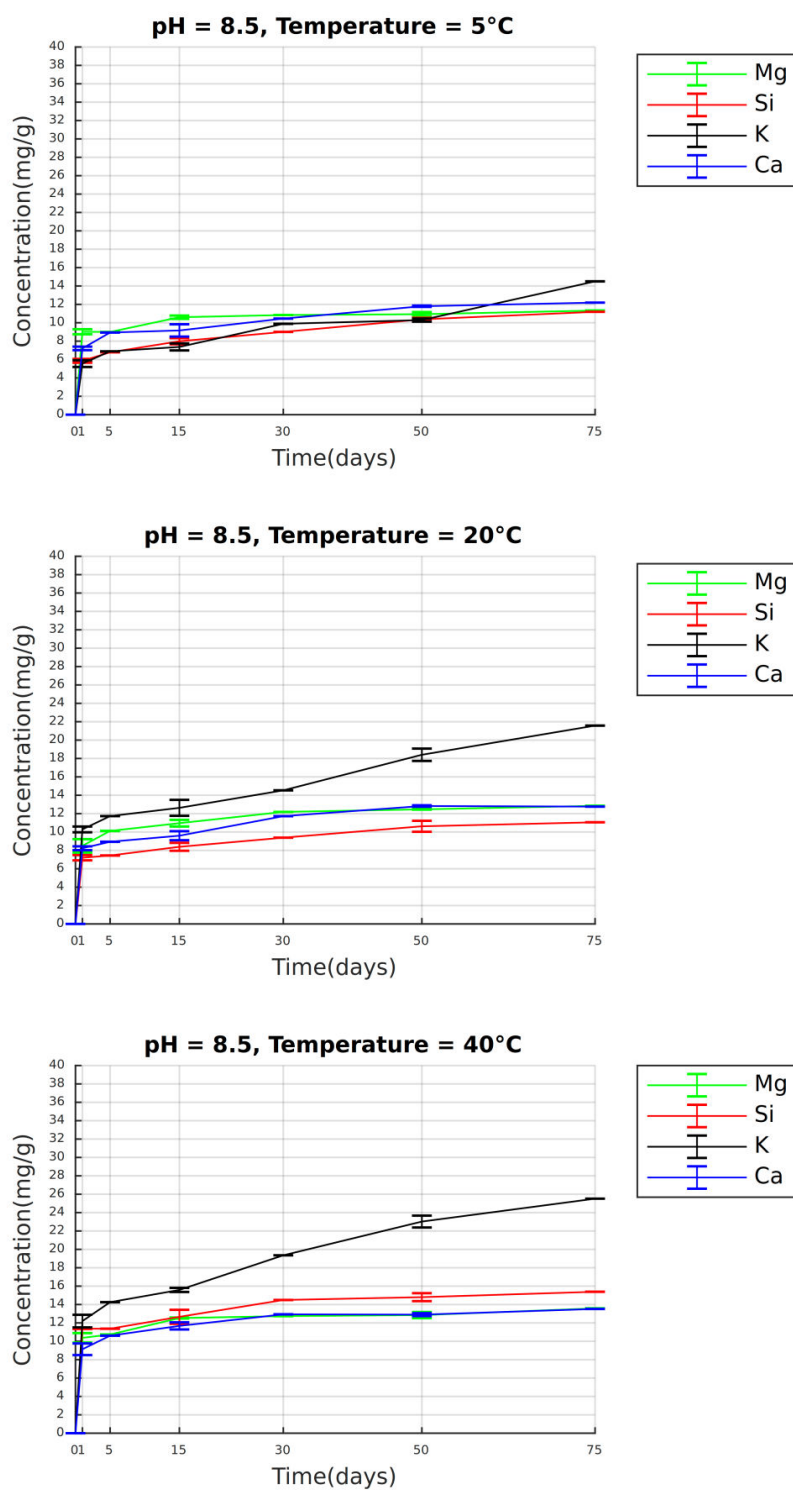 pH = 8.5, Temperature = 5°C
Concentration(mg/g)
40
38
36
34
32
30
28
26
24
22
20
18
16
14
12
10
8
6
4
2
0
01 5 15 30 50 75
Time(days)
Mg
Si
K
Ca
pH = 8.5, Temperature = 20°C
Concentration(mg/g)
40
38
36
34
32
30
28
26
24
22
20
18
16
14
12
10
8
6
4
2
0
01 5 15 30 50 75
Time(days)
Mg
Si
K
Ca
pH = 8.5, Temperature = 40°C
Concentration(mg/g)
40
38
36
34
32
30
28
26
24
22
20
18
16
14
12
10
8
6
4
2
0
01 5 15 30 50 75
Time(days)
Mg
Si
K
Ca